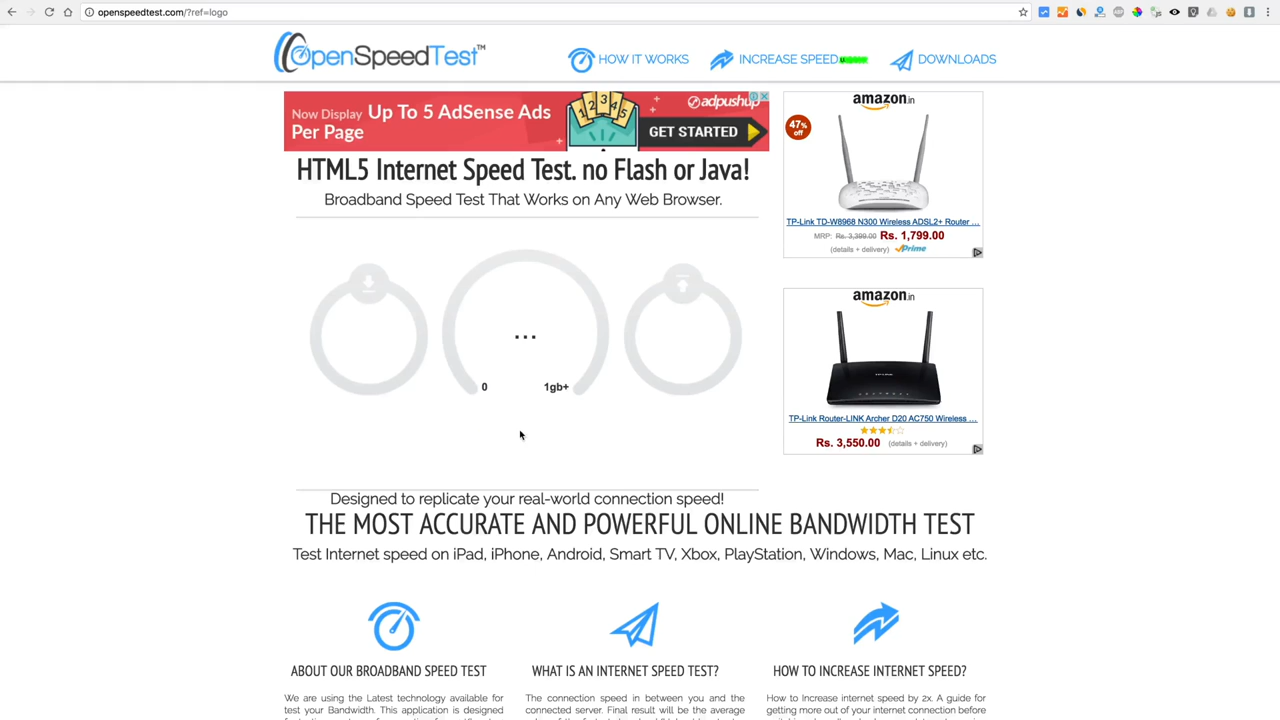 openspeedtest.com/?ref=logo
OpenSpeedTest™
HOW IT WORKS
INCREASE SPEED
DOWNLOADS
Now Display Up To 5 AdSense Ads
Per Page
1 2 3 4 5
adpushup
GET STARTED
HTML5 Internet Speed Test. no Flash or Java!
Broadband Speed Test That Works on Any Web Browser.
...
0
1gb+
amazon.in
47%
off
TP-Link TD-W8968 N300 Wireless ADSL2+ Router ...
MRP: Rs. 3,399.00 Rs. 1,799.00
(details + delivery) Prime
amazon.in
TP-Link Router-LINK Archer D20 AC750 Wireless ...
Rs. 3,550.00 (details + delivery)
Designed to replicate your real-world connection speed!
THE MOST ACCURATE AND POWERFUL ONLINE BANDWIDTH TEST
Test Internet speed on iPad, iPhone, Android, Smart TV, Xbox, PlayStation, Windows, Mac, Linux etc.
ABOUT OUR BROADBAND SPEED TEST
We are using the Latest technology available for
test your Bandwidth. This application is designed
WHAT IS AN INTERNET SPEED TEST?
The connection speed in between you and the
connected server. Final result will be the average
HOW TO INCREASE INTERNET SPEED?
How to Increase internet speed by 2x. A guide for
getting more out of your internet connection before